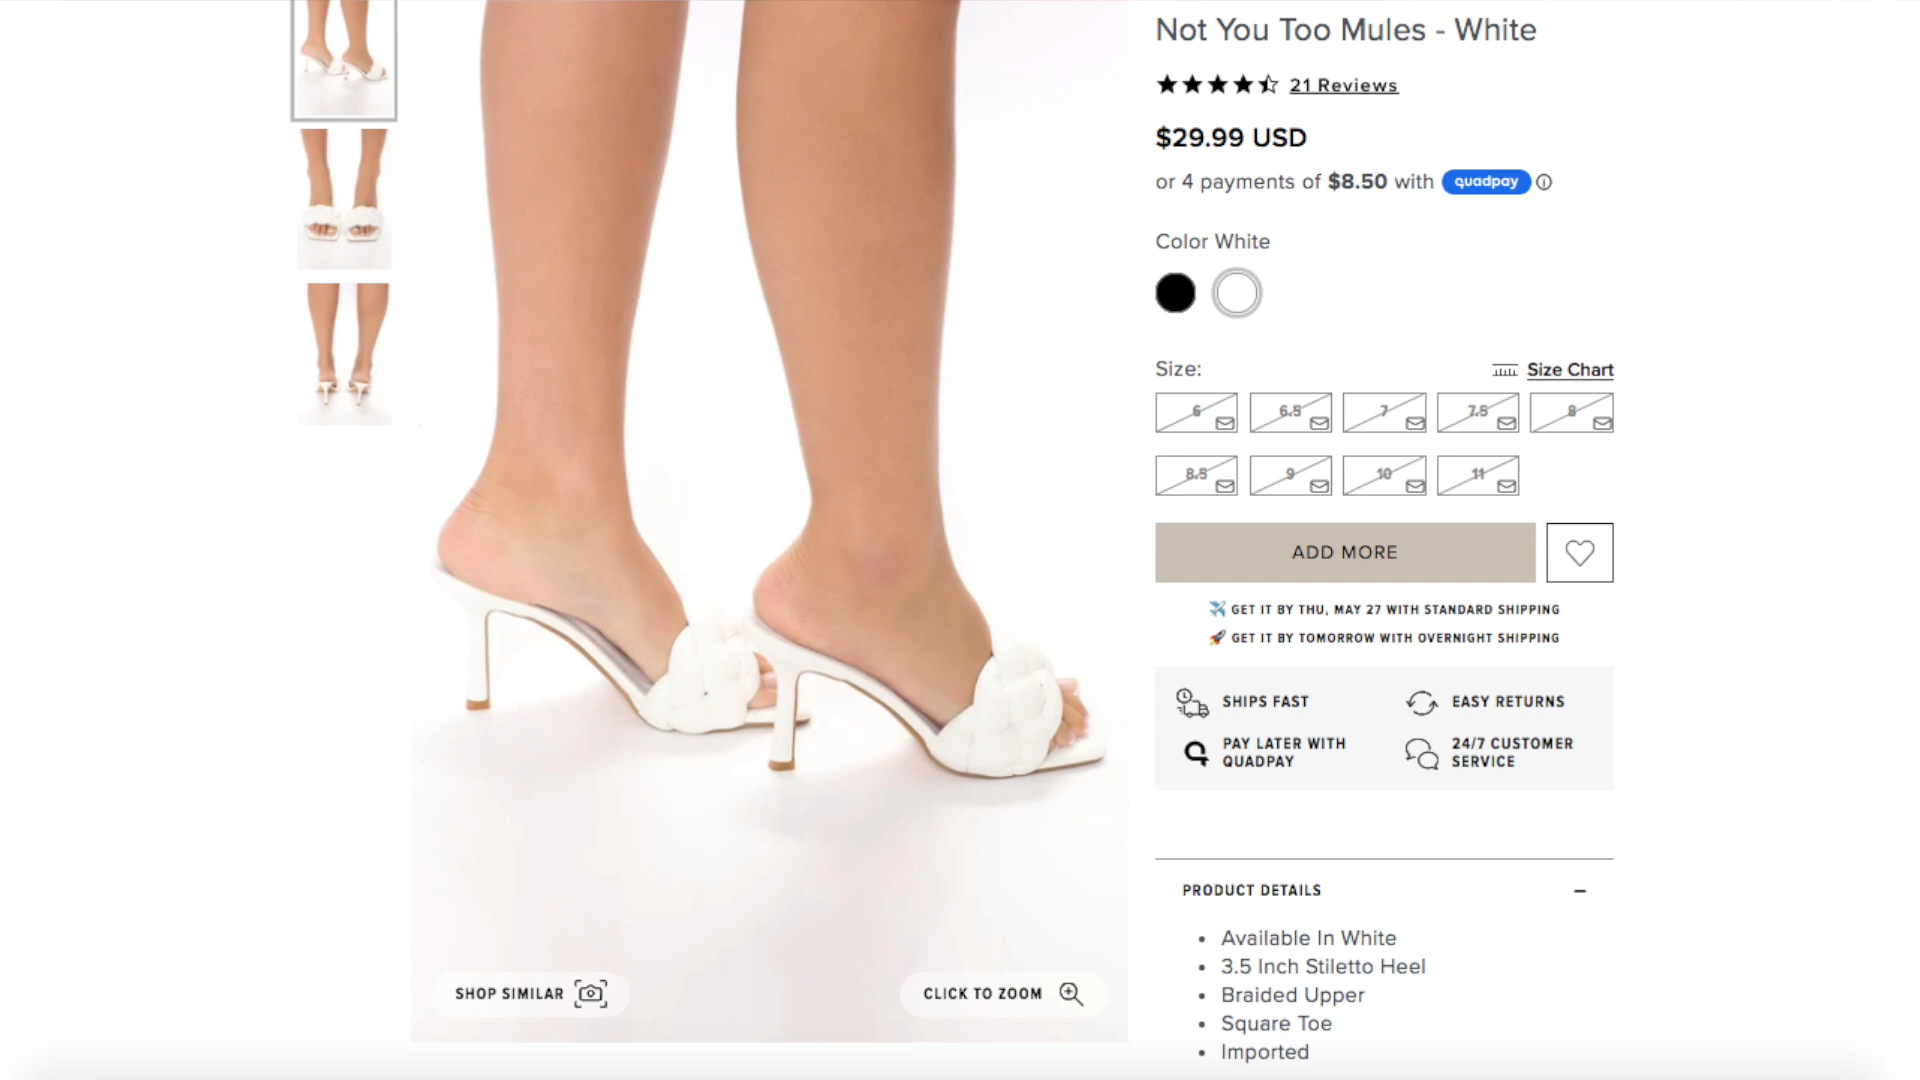 Not You Too Mules - White
21 Reviews
$29.99 USD
or 4 payments of $8.50 with quadpay
Color White
Size:
Size Chart
6 6.5 7 7.5 8
8.5 9 10 11
ADD MORE
GET IT BY THU, MAY 27 WITH STANDARD SHIPPING
GET IT BY TOMORROW WITH OVERNIGHT SHIPPING
SHIPS FAST
EASY RETURNS
PAY LATER WITH
QUADPAY
24/7 CUSTOMER
SERVICE
PRODUCT DETAILS
• Available In White
• 3.5 Inch Stiletto Heel
• Braided Upper
• Square Toe
• Imported
SHOP SIMILAR
CLICK TO ZOOM